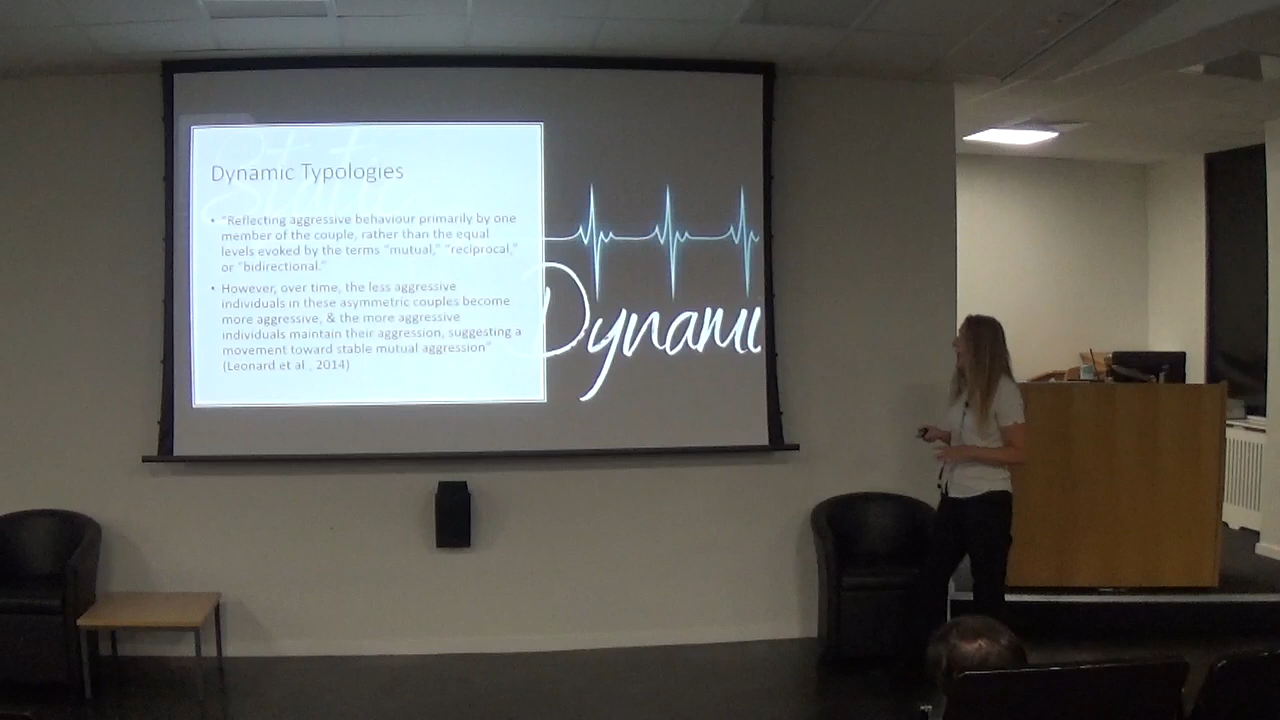 Dynamic Typologies
• "Reflecting aggressive behaviour primarily by one
member of the couple, rather than the equal
levels evoked by the terms "mutual," "reciprocal,"
or "bidirectional."
• However, over time, the less aggressive
individuals in these asymmetric couples become
more aggressive, & the more aggressive
individuals maintain their aggression, suggesting a
movement toward stable mutual aggression"
(Leonard et al., 2014)
Dynami